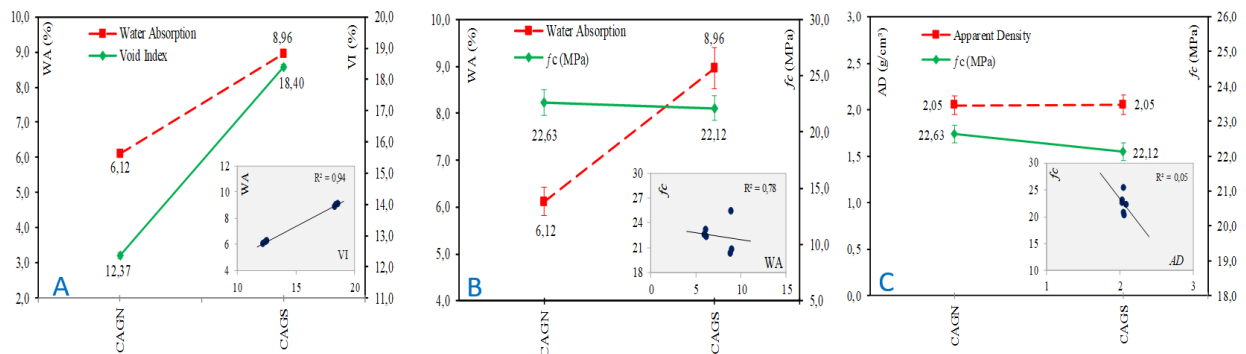 WA (%)
10,0
9,0
8,0
7,0
6,0
5,0
4,0
3,0
2,0
Water Absorption
Void Index
8,96
18,40
6,12
12,37
VI (%)
20,0
19,0
18,0
17,0
16,0
15,0
14,0
13,0
12,0
11,0
WA
12
10
8
6
4
R² = 0,94
VI
10
15
20
A
CAGN
CAGS
WA (%)
10,0
9,0
8,0
7,0
6,0
5,0
4,0
Water Absorption
fc (MPa)
8,96
22,63
22,12
6,12
fc (MPa)
30,0
25,0
20,0
15,0
10,0
5,0
fc
33
30
27
24
21
18
R² = 0,78
WA
0
5
10
15
B
CAGN
CAGS
AD (g/cm³)
3,0
2,5
2,0
1,5
1,0
0,5
0,0
Apparent Density
fc (MPa)
2,05
2,05
22,63
22,12
fc (MPa)
26,0
25,0
24,0
23,0
22,0
21,0
20,0
19,0
18,0
fc
30
25
20
15
10
R² = 0,05
AD
1
2
3
C
CAGN
CAGS